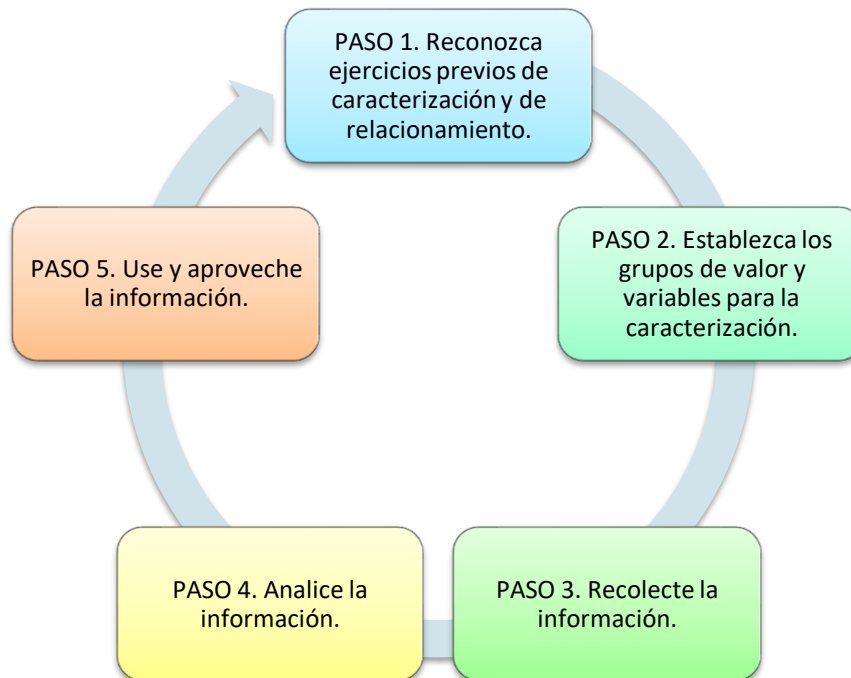 PASO 1. Reconozca
ejercicios previos de
caracterización y de
relacionamiento.
PASO 2. Establezca los
grupos de valor y
variables para la
caracterización.
PASO 3. Recolecte la
información.
PASO 4. Analice la
información.
PASO 5. Use y aproveche
la información.